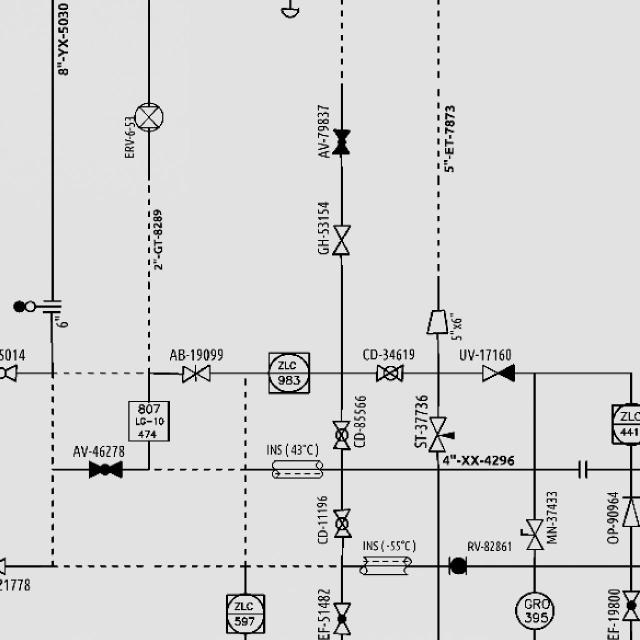 8"-YX-5030
ERV-6-53
AV-79837
5"-ET-7873
2"-GT-8289
GH-53154
6"
5"x6"
5014
AB-19099
ZLC
983
CD-34619
UV-17160
807
LG-10
474
CD-85566
ST-37736
ZLC
441
AV-46278
INS ( 43°C )
4"-XX-4296
CD-11196
MN-37433
OP-90964
INS ( -55°C )
RV-82861
21778
ZLC
597
EF-51482
GRO
395
EF-19800